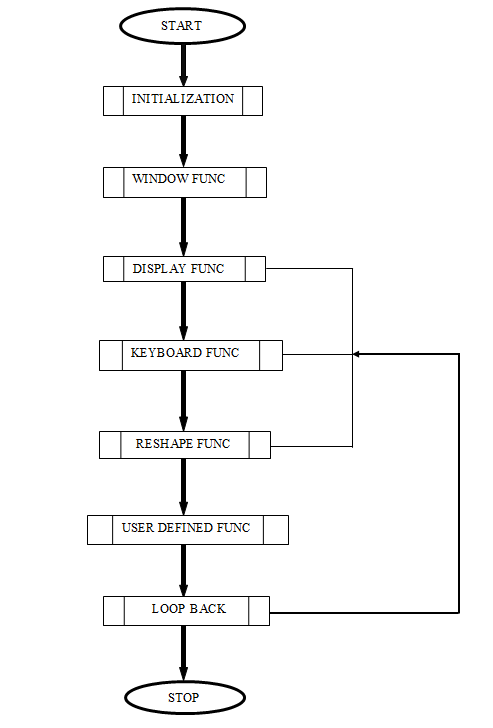 START
INITIALIZATION
WINDOW FUNC
DISPLAY FUNC
KEYBOARD FUNC
RESHAPE FUNC
USER DEFINED FUNC
LOOP BACK
STOP